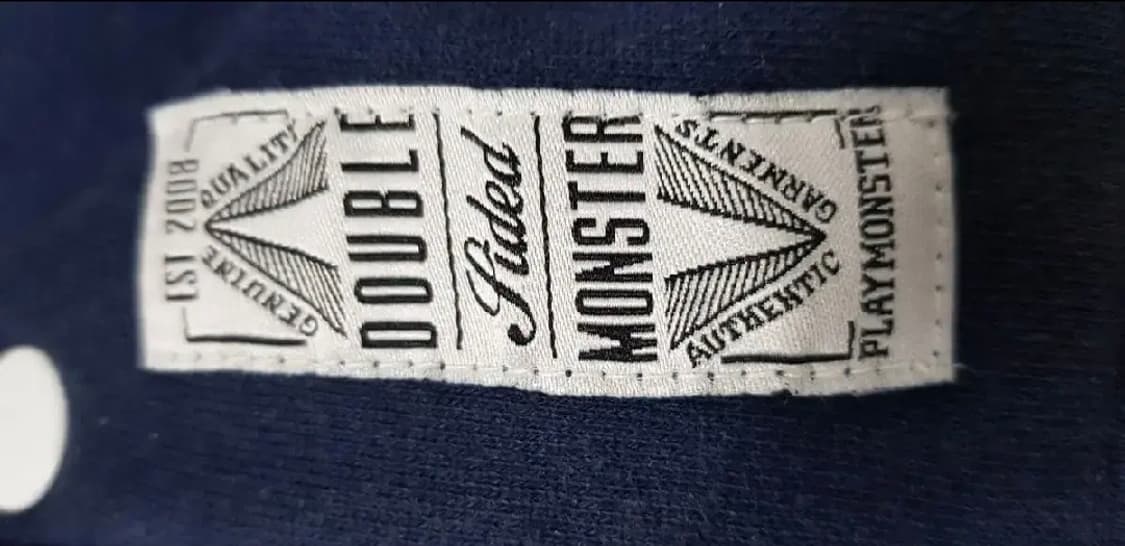 EST 2008
GENUINE QUALITY
DOUBLE
Sided
MONSTER
AUTHENTIC GARMENTS
PLAYMONSTER